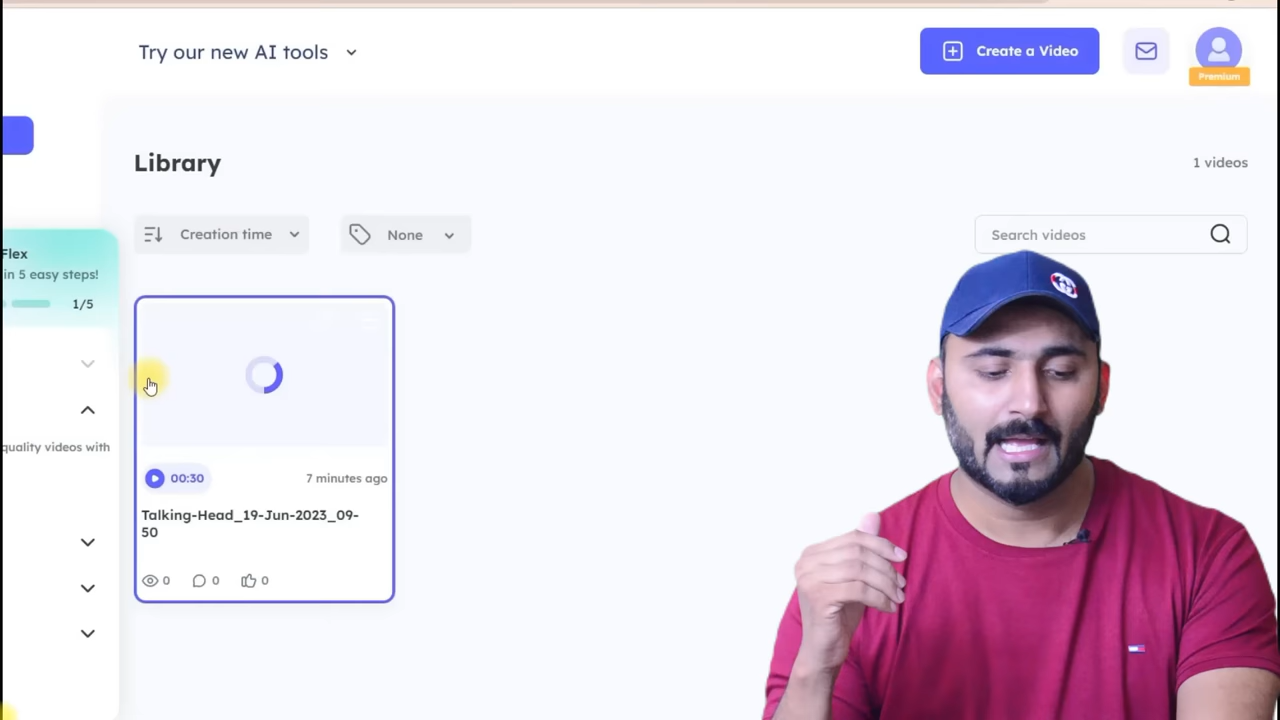 Try our new AI tools
Create a Video
Premium
Library
1 videos
Creation time
None
Search videos
Flex
in 5 easy steps!
1/5
quality videos with
00:30
7 minutes ago
Talking-Head_19-Jun-2023_09-
50
0
0
0